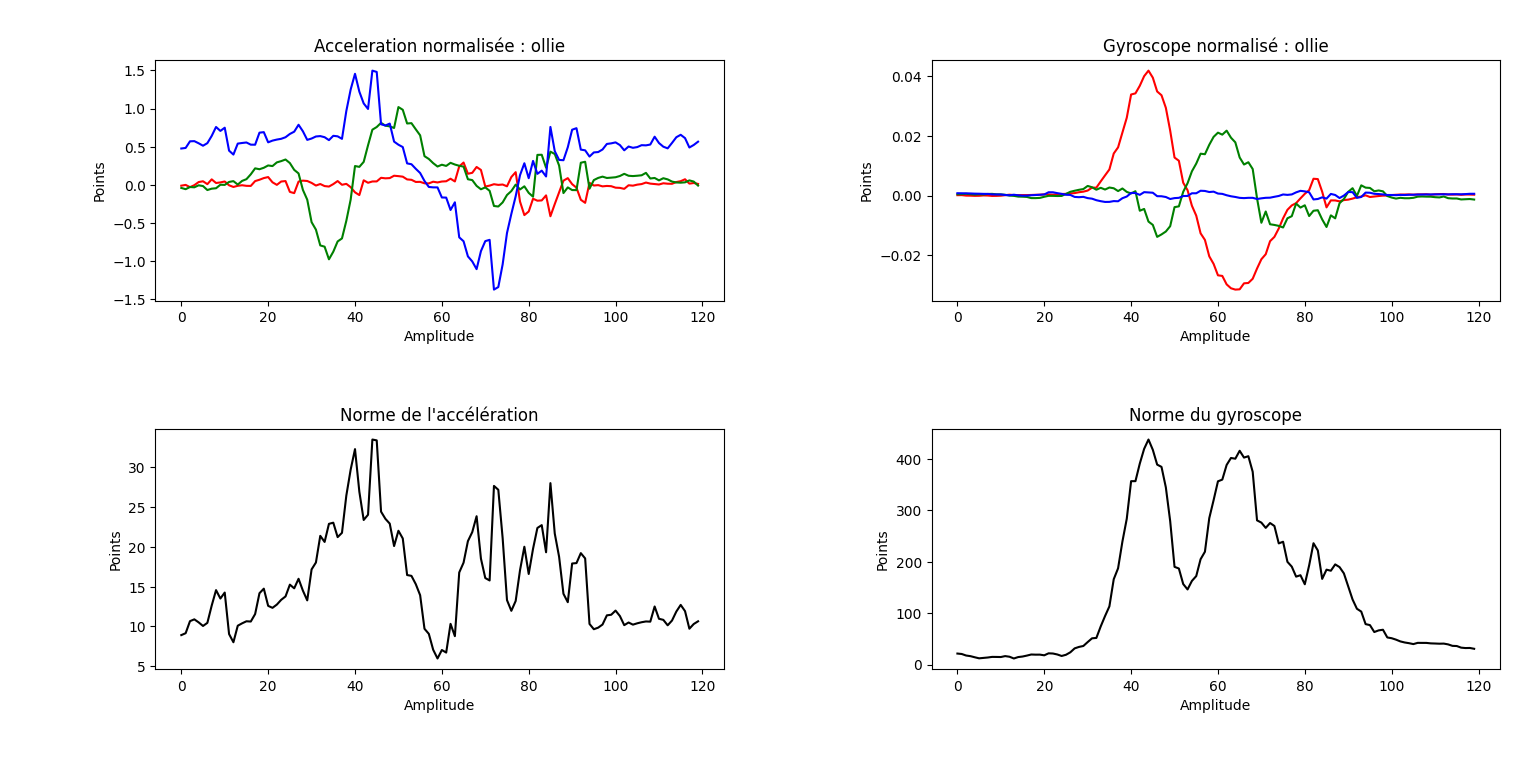 Acceleration normalisée : ollie
Points
1.5
1.0
0.5
0.0
−0.5
−1.0
−1.5
0 20 40 60 80 100 120
Amplitude
Gyroscope normalisé : ollie
Points
0.04
0.02
0.00
−0.02
0 20 40 60 80 100 120
Amplitude
Norme de l'accélération
Points
30
25
20
15
10
5
0 20 40 60 80 100 120
Amplitude
Norme du gyroscope
Points
400
300
200
100
0
0 20 40 60 80 100 120
Amplitude